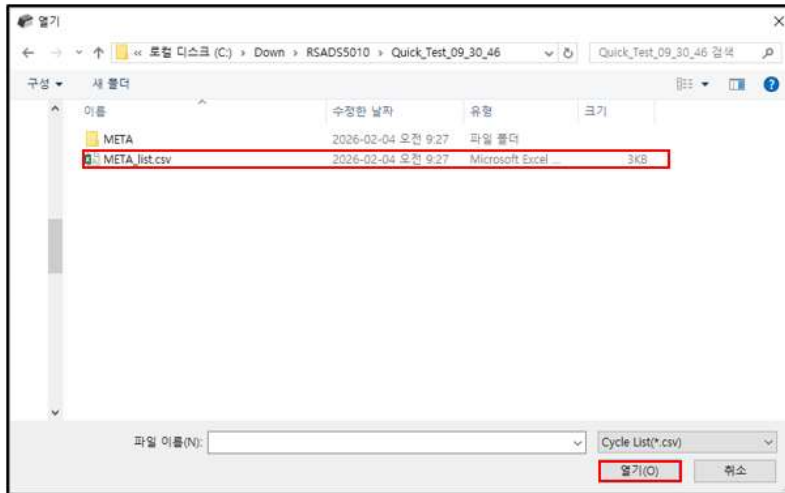 열기
« 로컬 디스크 (C:) › Down › RSADS5010 › Quick_Test_09_30_46
Quick_Test_09_30_46 검색
구성 새 폴더
이름 수정한 날짜 유형 크기
META 2026-02-04 오전 9:27 파일 폴더
META_list.csv 2026-02-04 오전 9:27 Microsoft Excel ... 3KB
파일 이름(N): Cycle List(*.csv)
열기(O) 취소